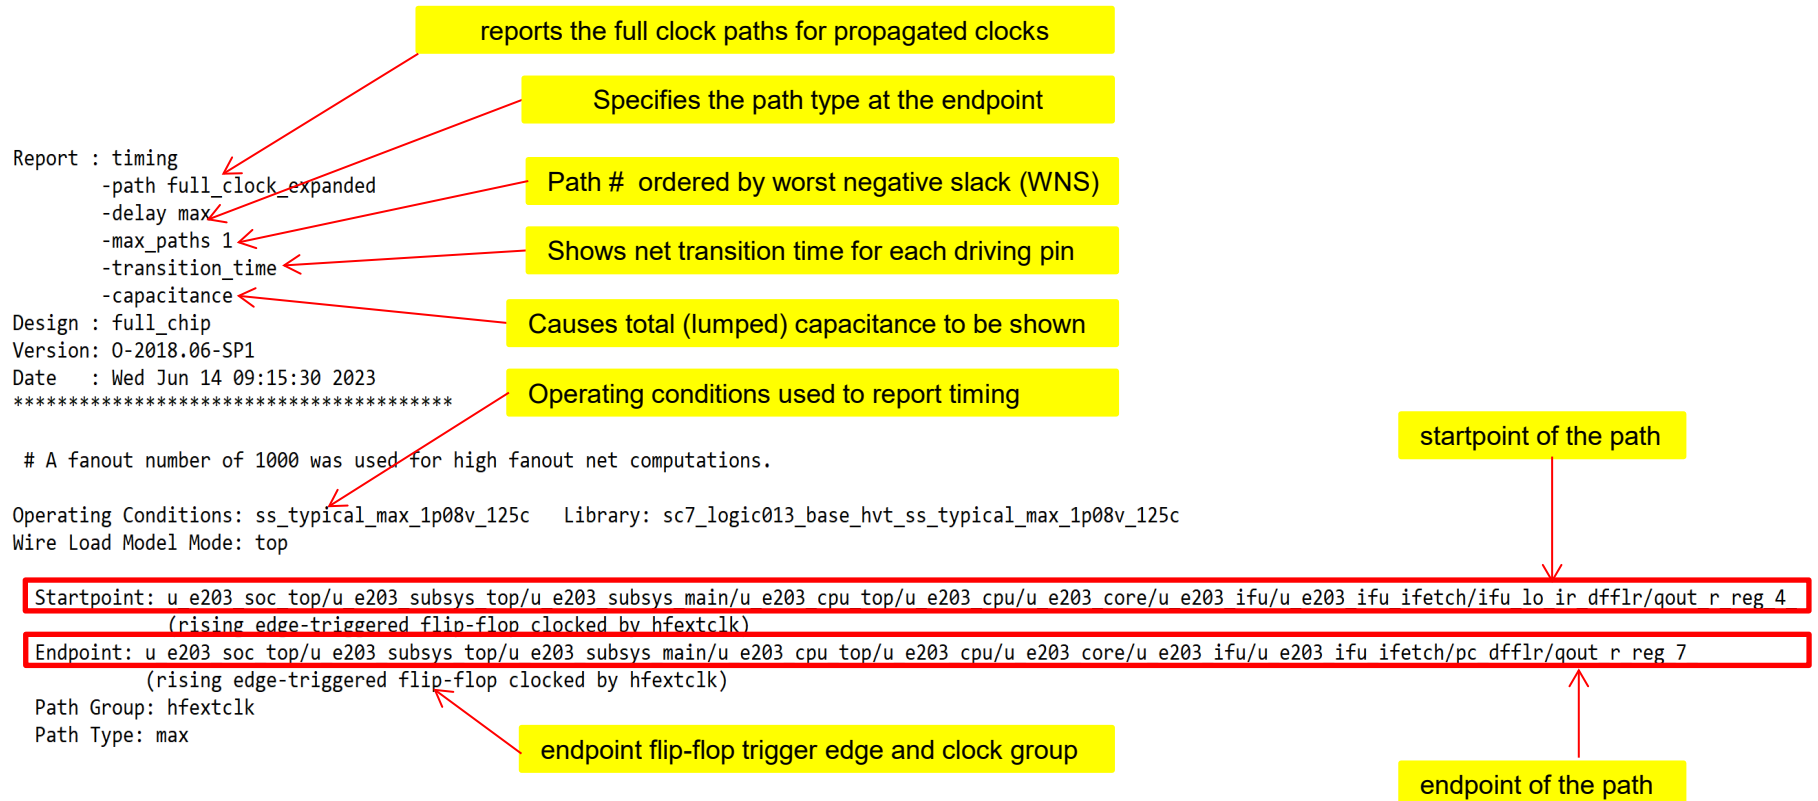 reports the full clock paths for propagated clocks
Specifies the path type at the endpoint
Report : timing
-path full_clock_expanded
Path # ordered by worst negative slack (WNS)
-delay max
-max_paths 1
Shows net transition time for each driving pin
-transition_time
-capacitance
Design : full_chip
Causes total (lumped) capacitance to be shown
Version: O-2018.06-SP1
Date   : Wed Jun 14 09:15:30 2023
****************************************
Operating conditions used to report timing
startpoint of the path
# A fanout number of 1000 was used for high fanout net computations.
Operating Conditions: ss_typical_max_1p08v_125c   Library: sc7_logic013_base_hvt_ss_typical_max_1p08v_125c
Wire Load Model Mode: top
Startpoint: u_e203_soc_top/u_e203_subsys_top/u_e203_subsys_main/u_e203_cpu_top/u_e203_cpu/u_e203_core/u_e203_ifu/u_e203_ifu_ifetch/ifu_lo_ir_dfflr/qout_r_reg_4_
(rising edge-triggered flip-flop clocked by hfextclk)
Endpoint: u_e203_soc_top/u_e203_subsys_top/u_e203_subsys_main/u_e203_cpu_top/u_e203_cpu/u_e203_core/u_e203_ifu/u_e203_ifu_ifetch/pc_dfflr/qout_r_reg_7_
(rising edge-triggered flip-flop clocked by hfextclk)
Path Group: hfextclk
Path Type: max
endpoint flip-flop trigger edge and clock group
endpoint of the path